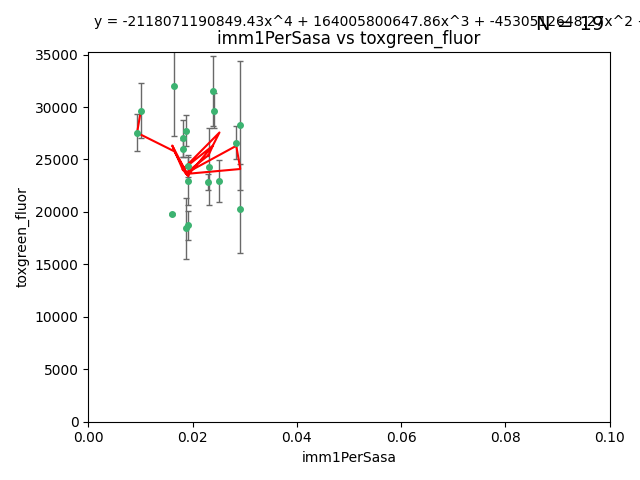 y = -2118071190849.43x^4 + 164005800647.86x^3 +
N = 19
imm1PerSasa vs toxgreen_fluor
35000
30000
25000
20000
15000
10000
5000
0
toxgreen_fluor
0.00 0.02 0.04 0.06 0.08 0.10
imm1PerSasa